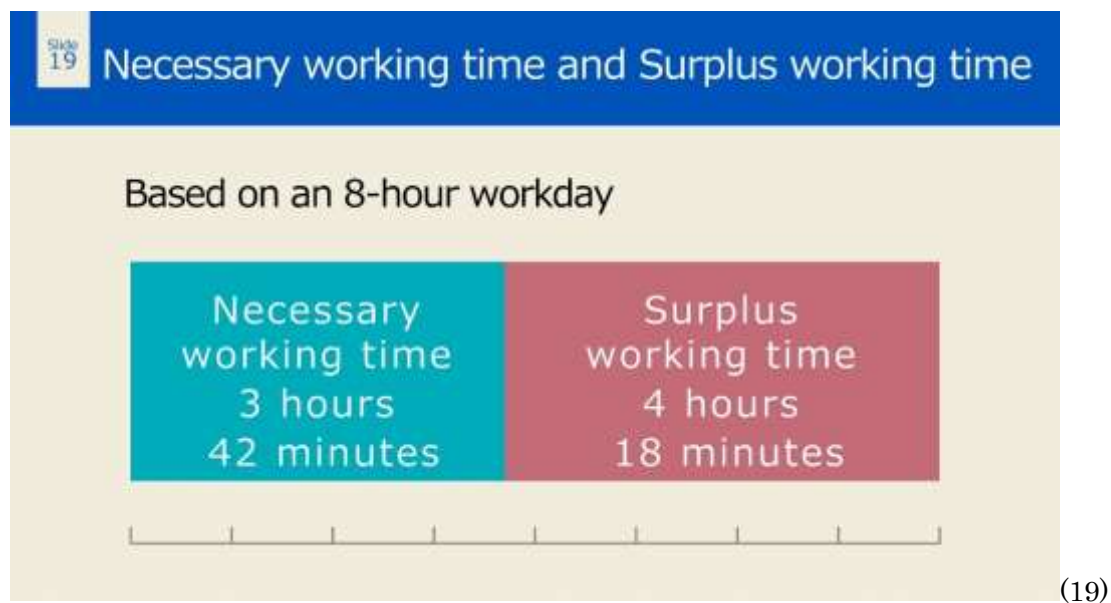 Slide
19
Necessary working time and Surplus working time
Based on an 8-hour workday
Necessary
working time
3 hours
42 minutes
Surplus
working time
4 hours
18 minutes
(19)